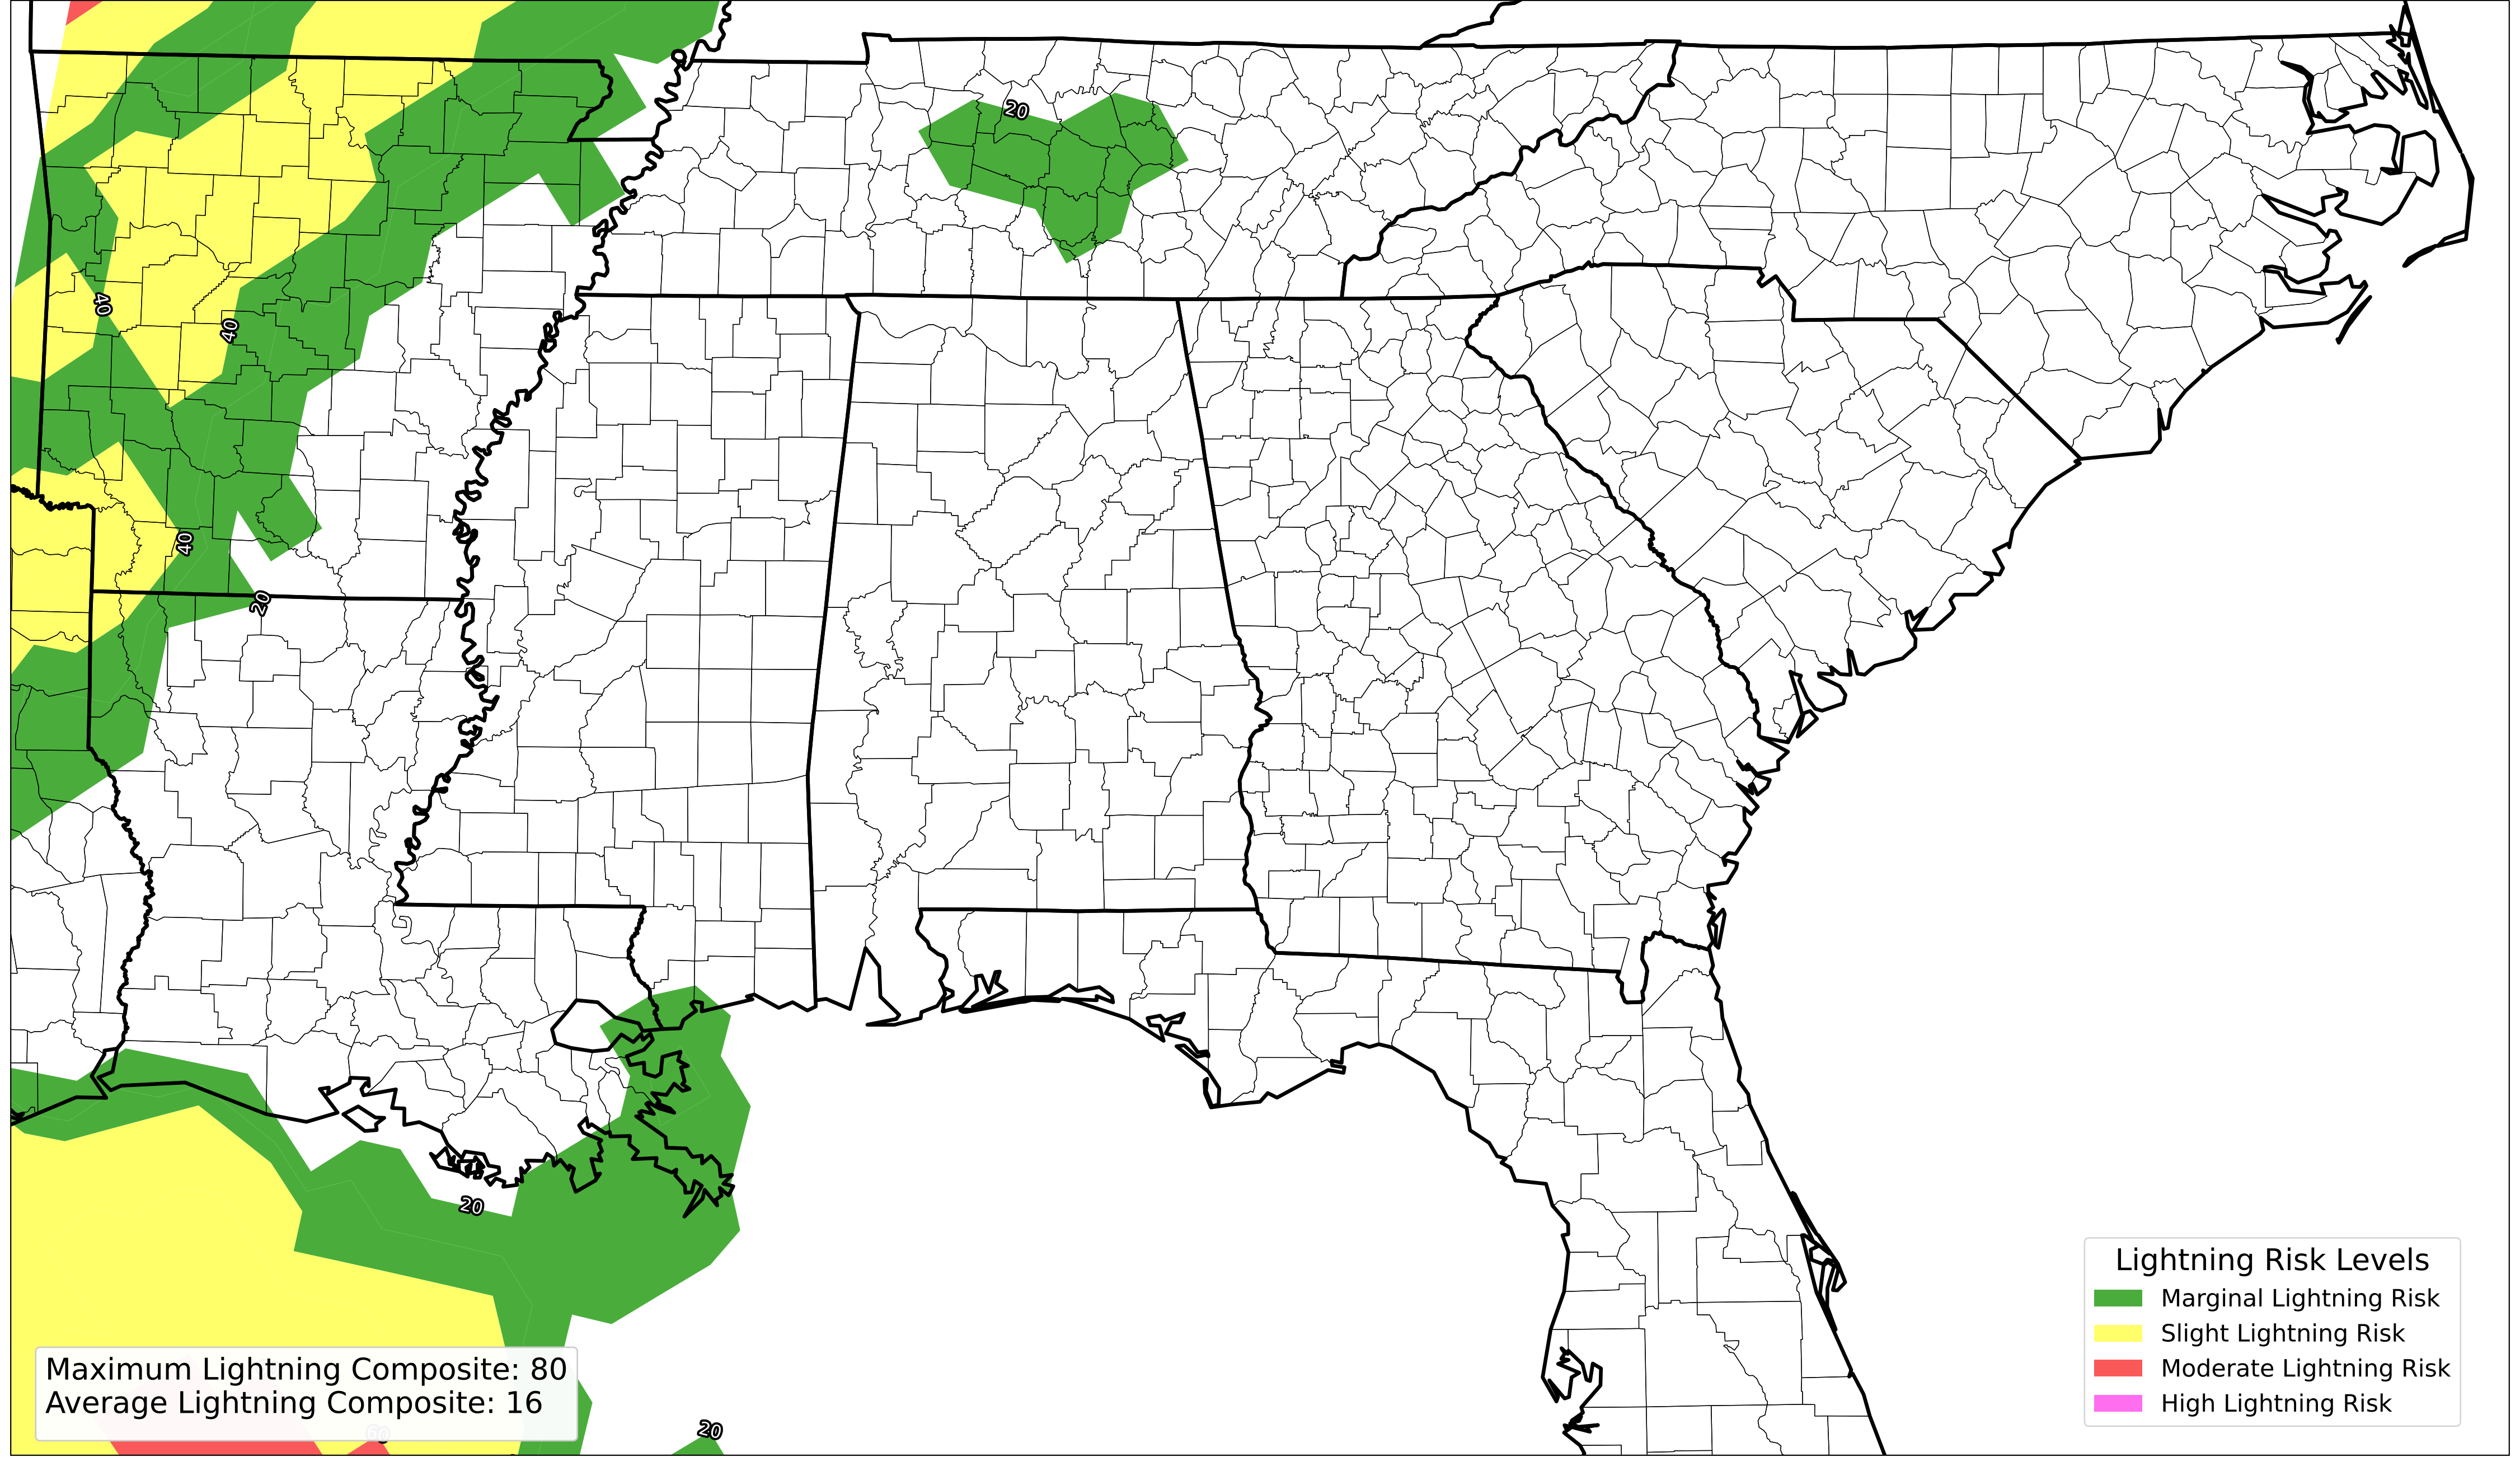 20
40
40
40
20
20
60
20
Maximum Lightning Composite: 80
Average Lightning Composite: 16
Lightning Risk Levels
Marginal Lightning Risk
Slight Lightning Risk
Moderate Lightning Risk
High Lightning Risk